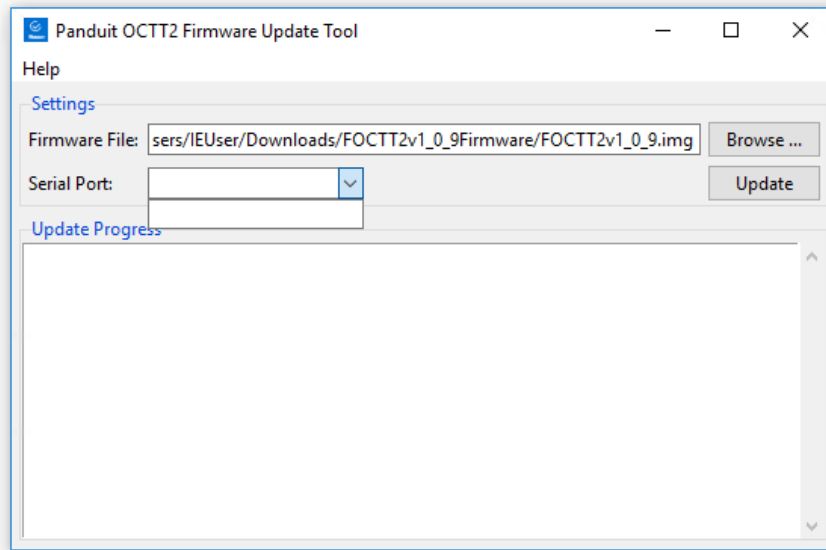 Panduit OCTT2 Firmware Update Tool
Help
Settings
Firmware File: sers/IEUser/Downloads/FOCTT2v1_0_9Firmware/FOCTT2v1_0_9.img Browse ...
Serial Port: Update
Update Progress